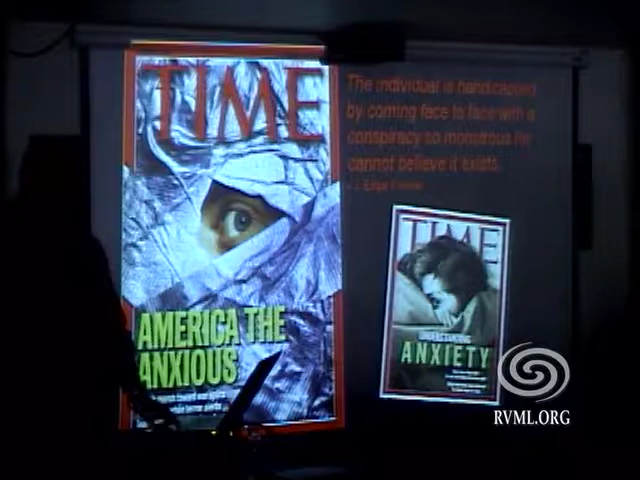 TIME
AMERICA THE
ANXIOUS
The individual is handicapped
by coming face to face with a
conspiracy so monstrous he
cannot believe it exists.
- J. Edgar Hoover
TIME
UNDERSTANDING
ANXIETY
RVML.ORG